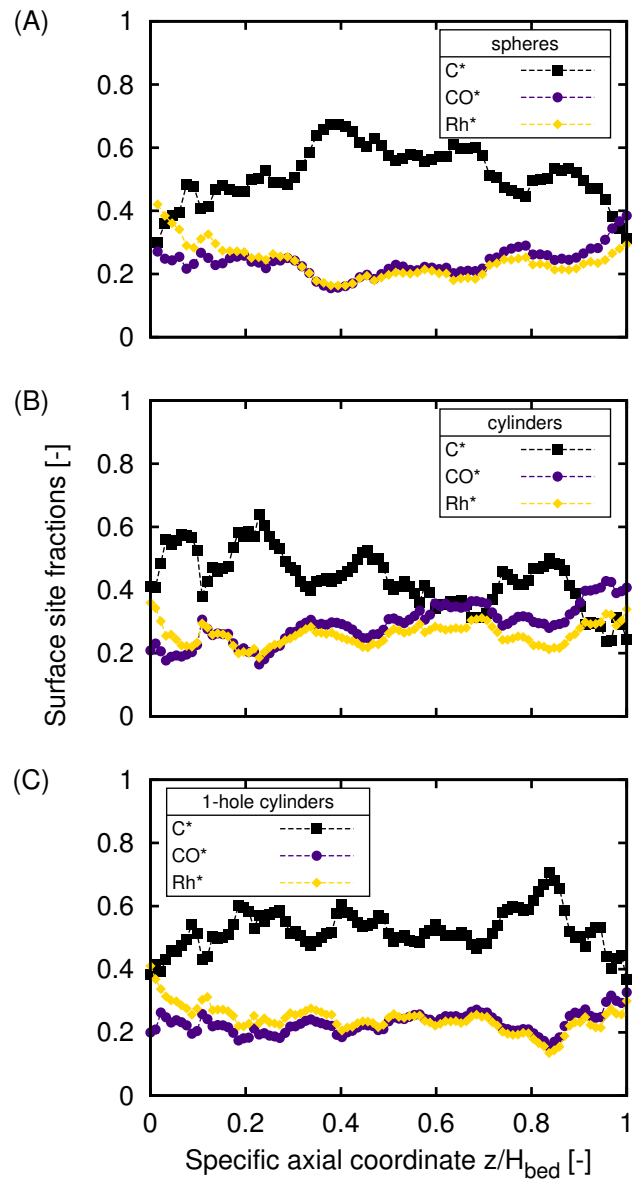 (A)
1
0.8
0.6
0.4
0.2
0
spheres
C*
CO*
Rh*
(B)
Surface site fractions [-]
1
0.8
0.6
0.4
0.2
0
cylinders
C*
CO*
Rh*
(C)
1
0.8
0.6
0.4
0.2
0
1-hole cylinders
C*
CO*
Rh*
0 0.2 0.4 0.6 0.8 1
Specific axial coordinate z/H_bed [-]